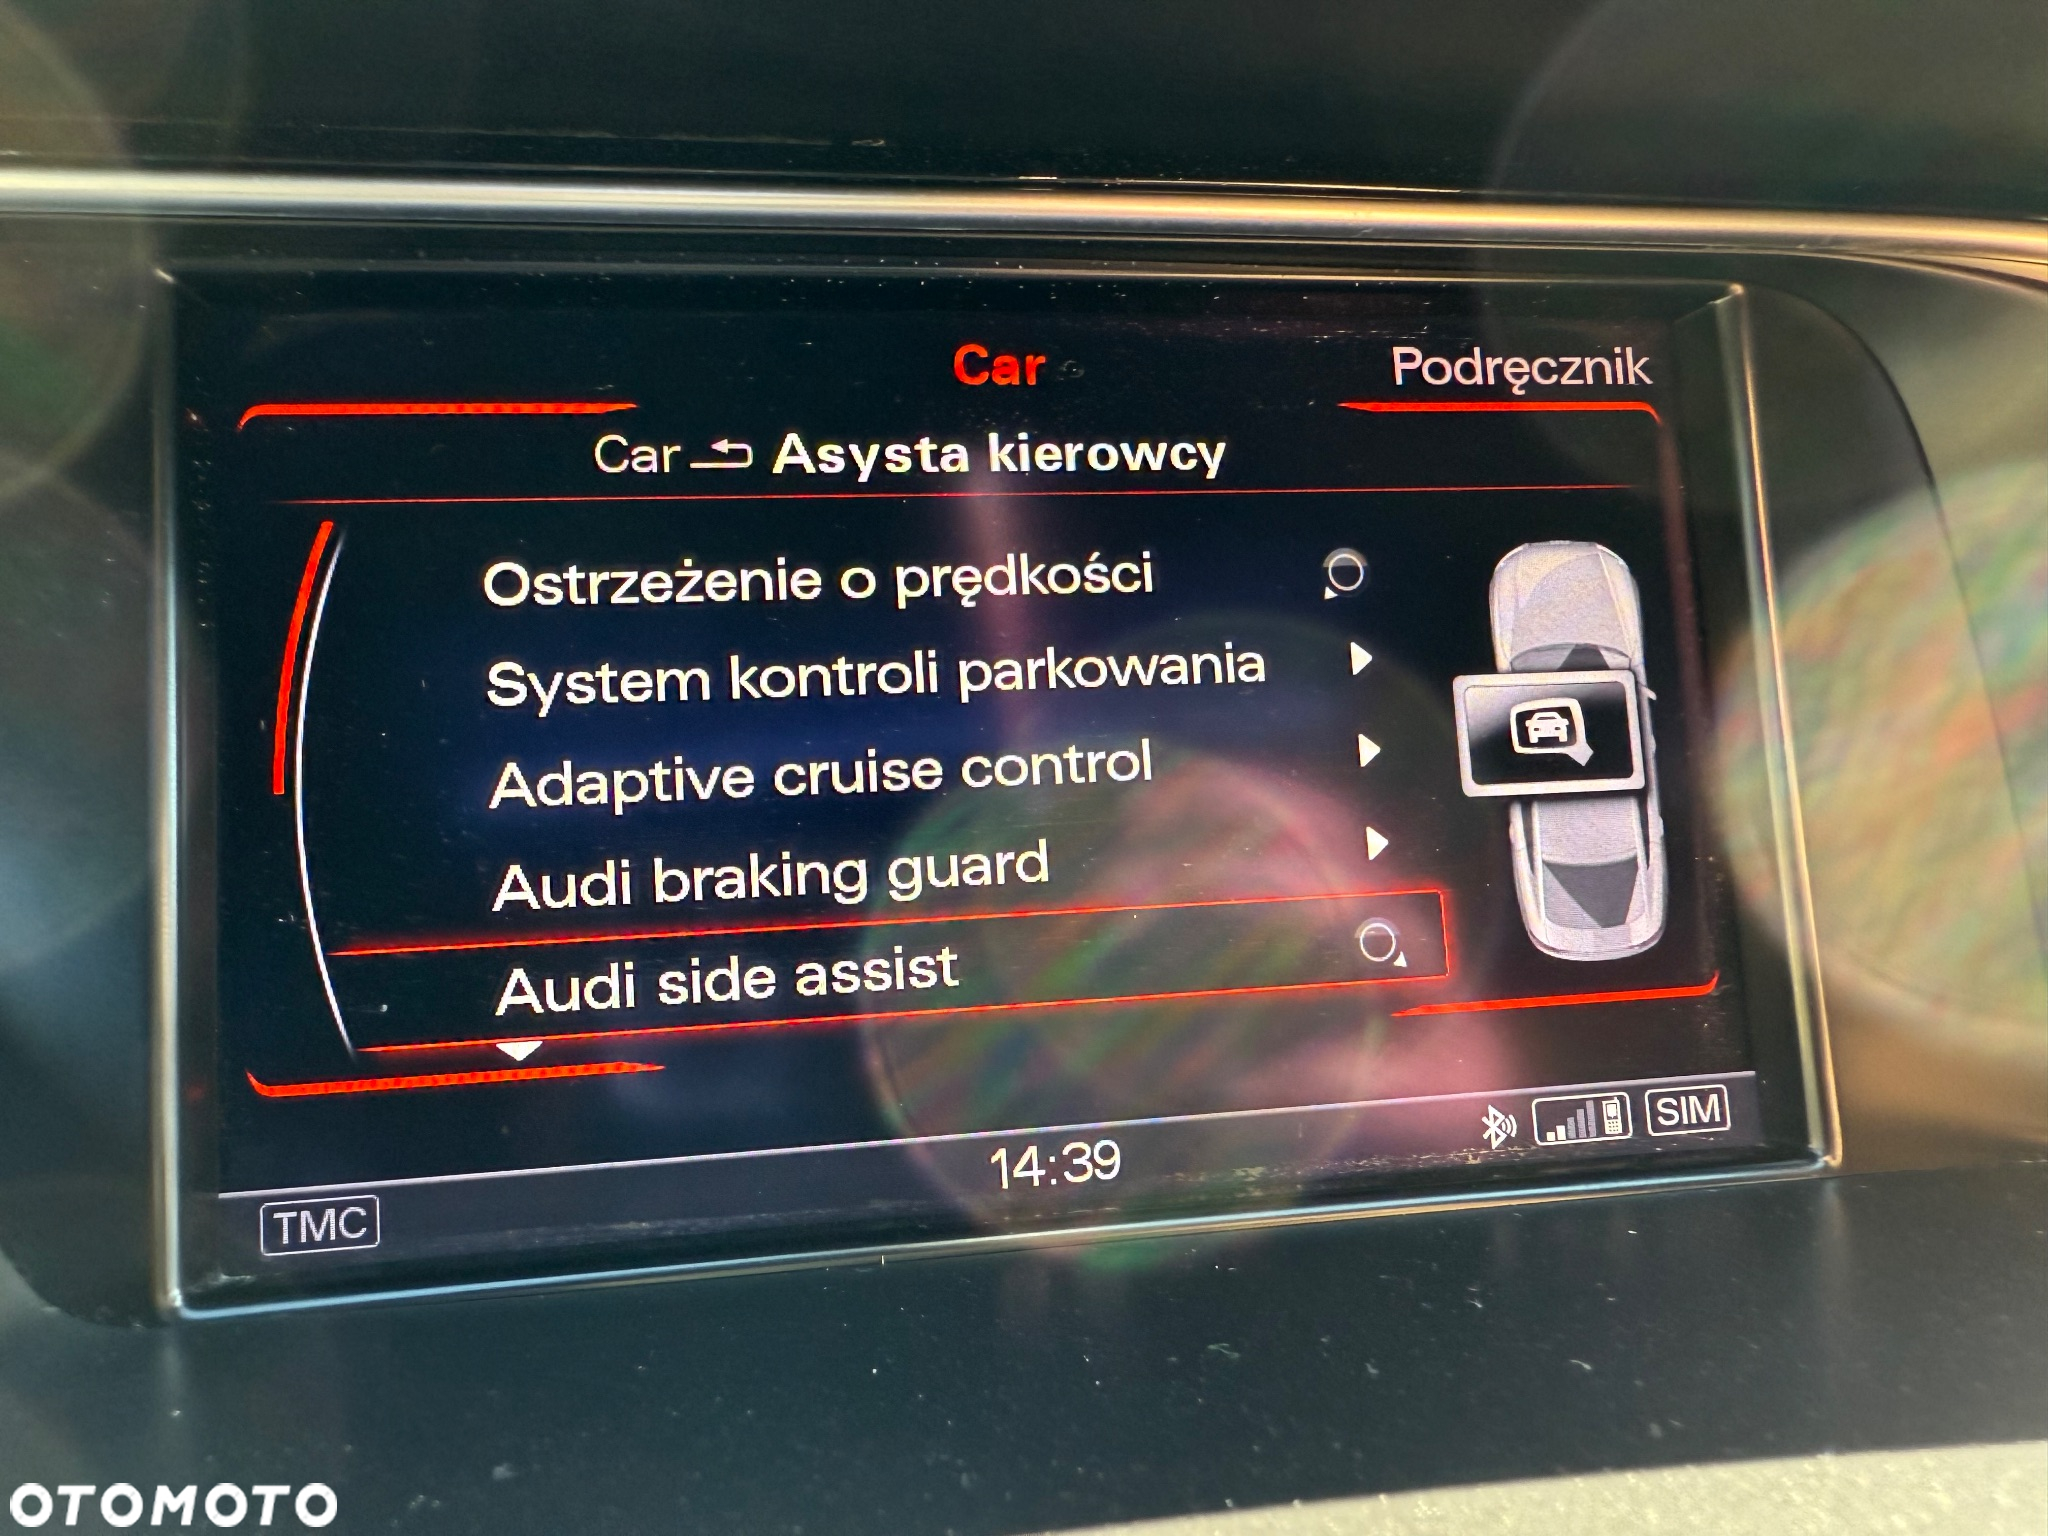 Car
Podręcznik
Car Asysta kierowcy
Ostrzeżenie o prędkości
System kontroli parkowania
Adaptive cruise control
Audi braking guard
Audi side assist
14:39
SIM
TMC
OTOMOTO